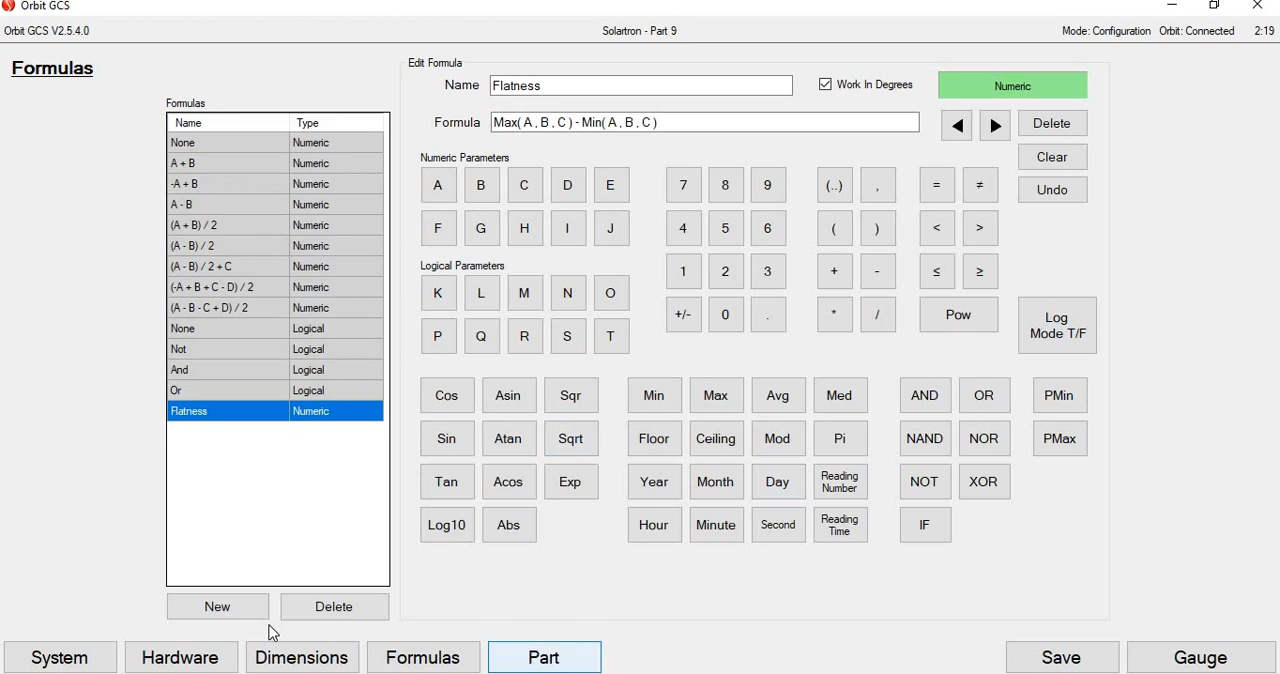 Orbit GCS
Orbit GCS V2.5.4.0
Solartron - Part 9
Mode: Configuration Orbit: Connected 2:19
Formulas
Formulas
Name Type
None Numeric
A + B Numeric
-A + B Numeric
A - B Numeric
(A + B) / 2 Numeric
(A - B) / 2 Numeric
(A - B) / 2 + C Numeric
(-A + B + C - D) / 2 Numeric
(A - B - C + D) / 2 Numeric
None Logical
Not Logical
And Logical
Or Logical
Flatness Numeric
New Delete
Edit Formula
Name Flatness Work In Degrees Numeric
Formula Max( A , B , C ) - Min( A , B , C )
◀ ▶ Delete
Clear
Undo
Numeric Parameters
A B C D E
F G H I J
Logical Parameters
K L M N O
P Q R S T
7 8 9
4 5 6
1 2 3
+/- 0 .
(..) ,
( )
+ -
* /
= ≠
< >
≤ ≥
Pow
Log
Mode T/F
Cos Asin Sqr
Sin Atan Sqrt
Tan Acos Exp
Log10 Abs
Min Max Avg Med
Floor Ceiling Mod Pi
Year Month Day Reading
Number
Hour Minute Second Reading
Time
AND OR
NAND NOR
NOT XOR
IF
PMin
PMax
System Hardware Dimensions Formulas Part Save Gauge